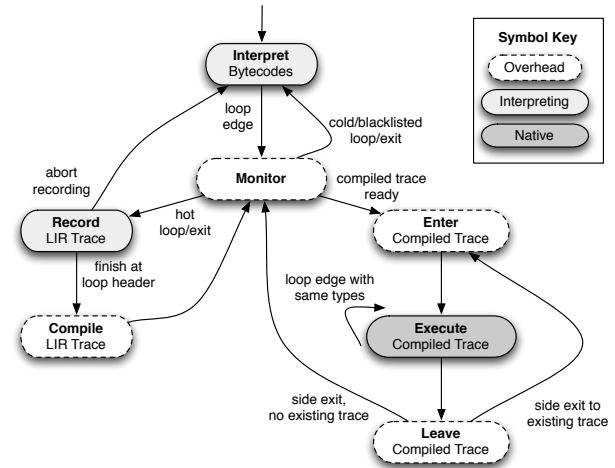 Symbol Key
Overhead
Interpreting
Native
Interpret
Bytecodes
loop
edge
cold/blacklisted
loop/exit
abort
recording
Monitor
compiled trace
ready
hot
loop/exit
Record
LIR Trace
Enter
Compiled Trace
finish at
loop header
loop edge with
same types
Compile
LIR Trace
Execute
Compiled Trace
side exit,
no existing trace
side exit to
existing trace
Leave
Compiled Trace